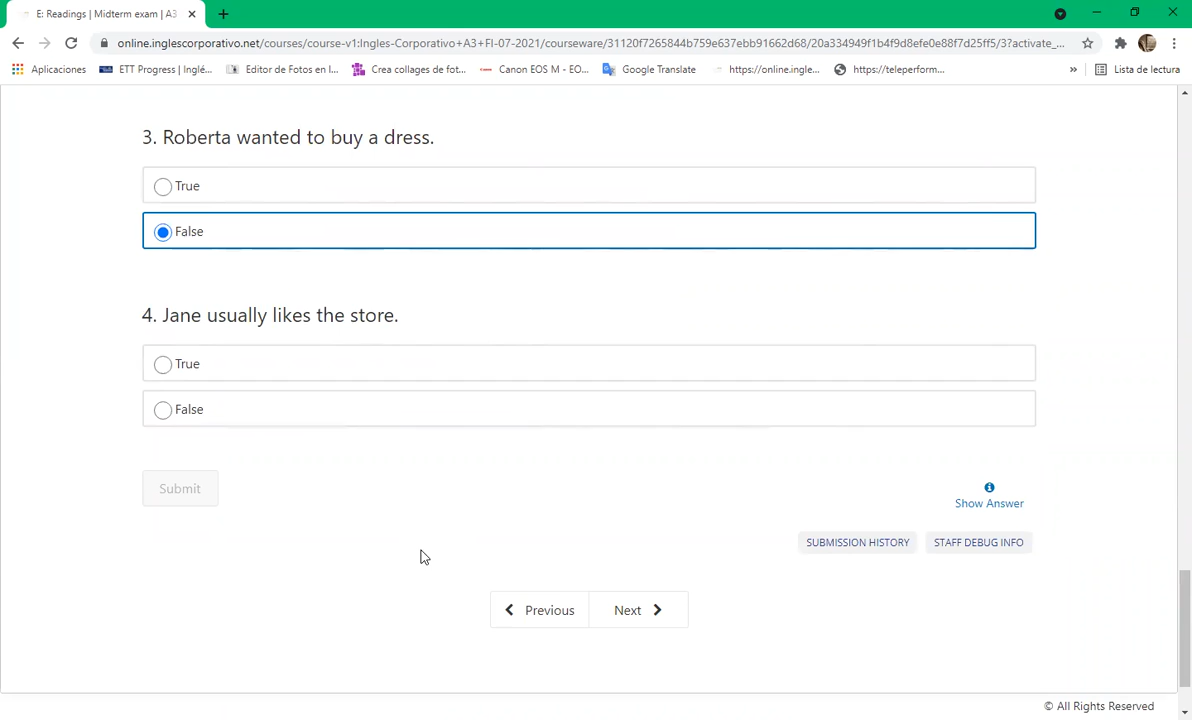 E: Readings | Midterm exam | A3
online.inglescorporativo.net/courses/course-v1:Ingles-Corporativo+A3+FI-07-2021/courseware/31120f7265844b759e637ebb91662d68/20a334949f1b4f9d8efe0e88f7d25ff5/3?activate_...
Aplicaciones ETT Progress | Inglé... Editor de Fotos en l... Crea collages de fot... Canon EOS M - EO... Google Translate https://online.ingle... https://teleperform... » Lista de lectura
3. Roberta wanted to buy a dress.
True
False
4. Jane usually likes the store.
True
False
Submit
Show Answer
SUBMISSION HISTORY STAFF DEBUG INFO
Previous Next
© All Rights Reserved